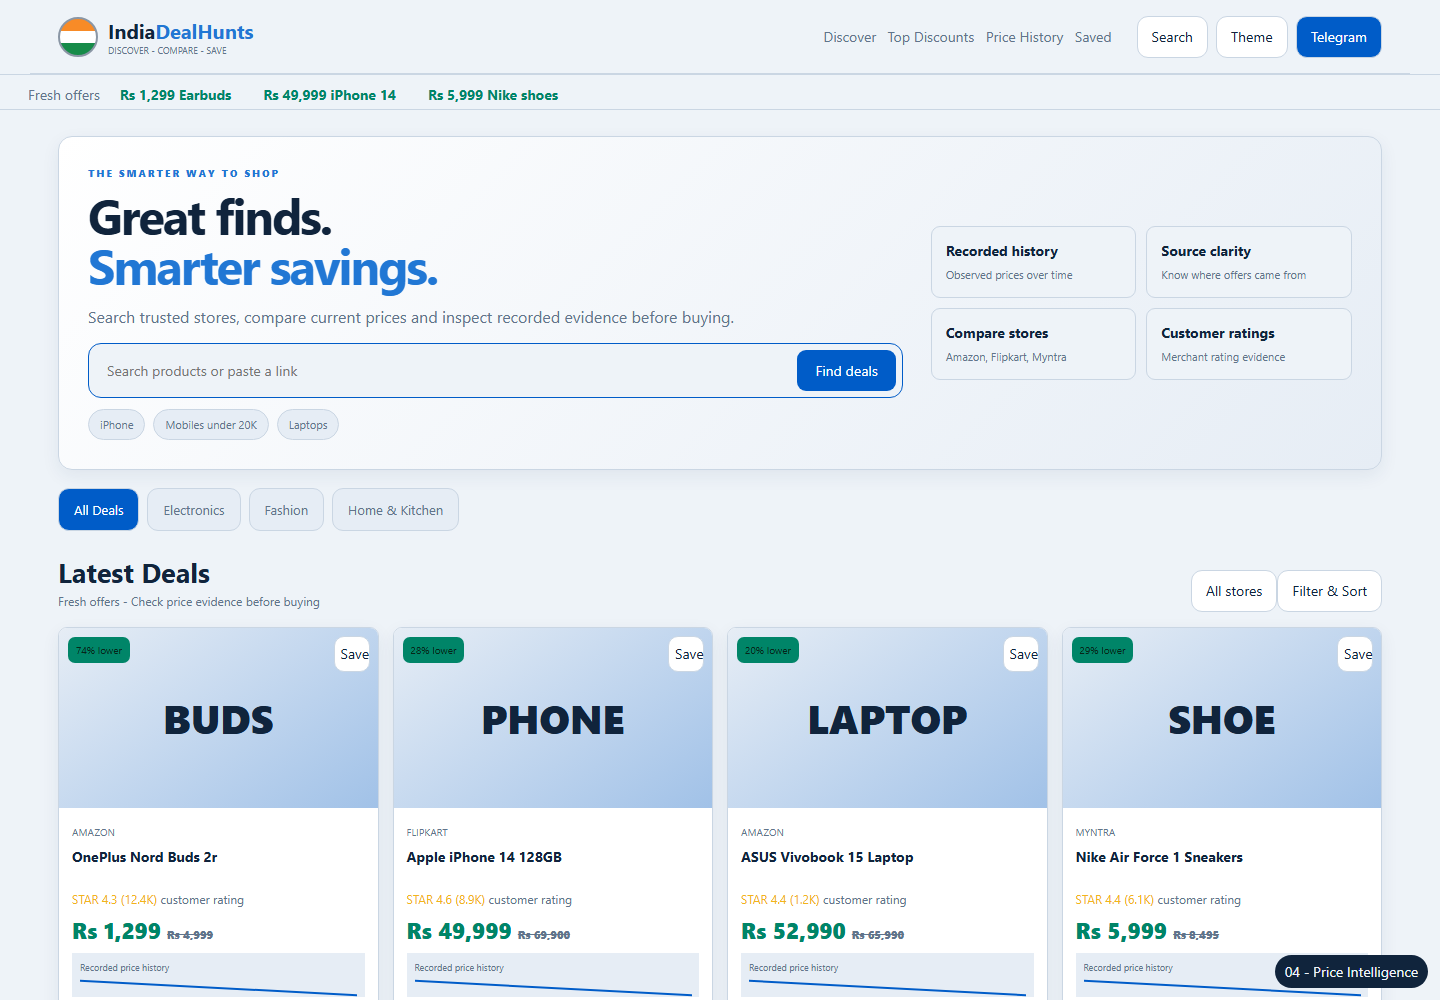 IndiaDealHunts
DISCOVER - COMPARE - SAVE
Discover Top Discounts Price History Saved Search Theme Telegram
Fresh offers Rs 1,299 Earbuds Rs 49,999 iPhone 14 Rs 5,999 Nike shoes
THE SMARTER WAY TO SHOP
Great finds.
Smarter savings.
Search trusted stores, compare current prices and inspect recorded evidence before buying.
Search products or paste a link Find deals
iPhone Mobiles under 20K Laptops
Recorded history
Observed prices over time
Source clarity
Know where offers came from
Compare stores
Amazon, Flipkart, Myntra
Customer ratings
Merchant rating evidence
All Deals Electronics Fashion Home & Kitchen
Latest Deals
Fresh offers - Check price evidence before buying
All stores Filter & Sort
74% lower Save
BUDS
AMAZON
OnePlus Nord Buds 2r
STAR 4.3 (12.4K) customer rating
Rs 1,299 Rs 4,999
Recorded price history
28% lower Save
PHONE
FLIPKART
Apple iPhone 14 128GB
STAR 4.6 (8.9K) customer rating
Rs 49,999 Rs 69,900
Recorded price history
20% lower Save
LAPTOP
AMAZON
ASUS Vivobook 15 Laptop
STAR 4.4 (1.2K) customer rating
Rs 52,990 Rs 65,990
Recorded price history
29% lower Save
SHOE
MYNTRA
Nike Air Force 1 Sneakers
STAR 4.4 (6.1K) customer rating
Rs 5,999 Rs 8,495
Recorded price history
04 - Price Intelligence